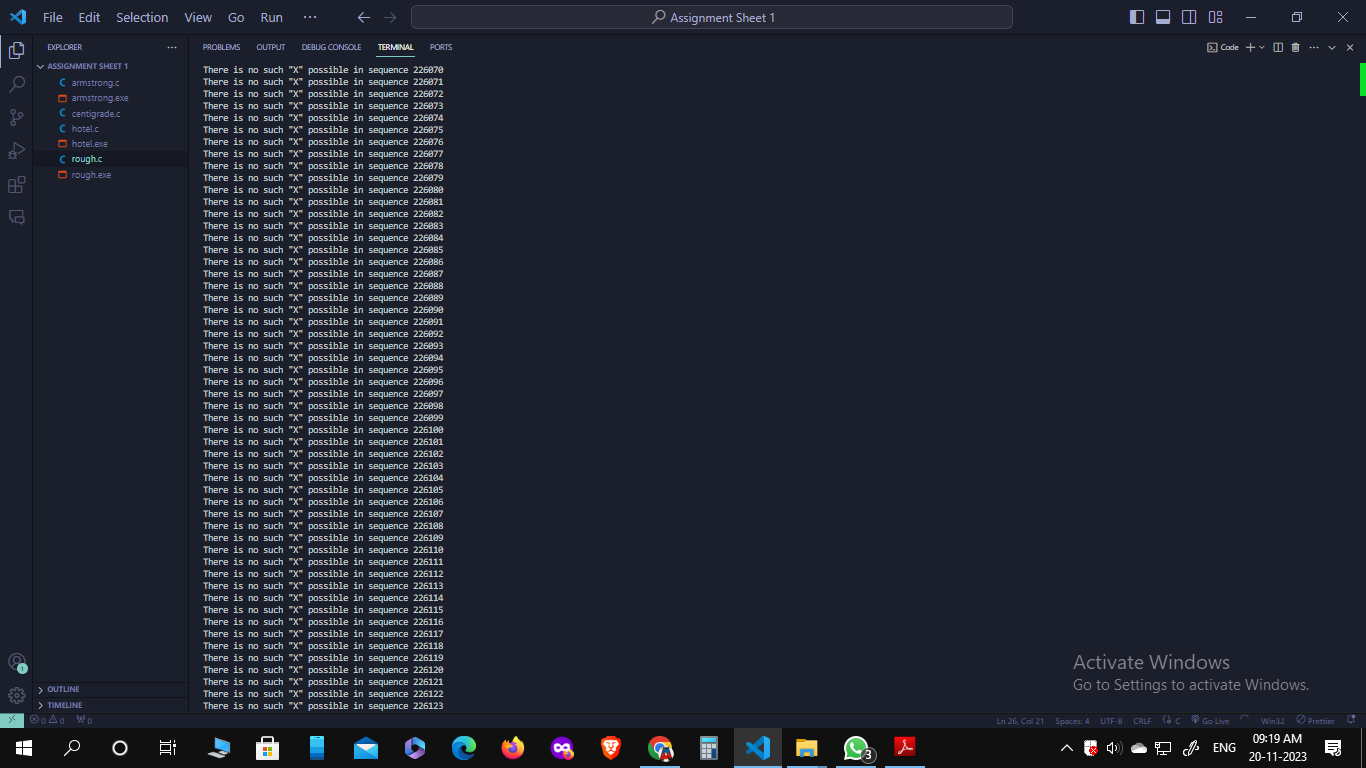 File Edit Selection View Go Run ··· Assignment Sheet 1
EXPLORER
ASSIGNMENT SHEET 1
C armstrong.c
armstrong.exe
C centigrade.c
C hotel.c
hotel.exe
C rough.c
rough.exe
OUTLINE
TIMELINE
PROBLEMS OUTPUT DEBUG CONSOLE TERMINAL PORTS Code
There is no such "X" possible in sequence 226070
There is no such "X" possible in sequence 226071
There is no such "X" possible in sequence 226072
There is no such "X" possible in sequence 226073
There is no such "X" possible in sequence 226074
There is no such "X" possible in sequence 226075
There is no such "X" possible in sequence 226076
There is no such "X" possible in sequence 226077
There is no such "X" possible in sequence 226078
There is no such "X" possible in sequence 226079
There is no such "X" possible in sequence 226080
There is no such "X" possible in sequence 226081
There is no such "X" possible in sequence 226082
There is no such "X" possible in sequence 226083
There is no such "X" possible in sequence 226084
There is no such "X" possible in sequence 226085
There is no such "X" possible in sequence 226086
There is no such "X" possible in sequence 226087
There is no such "X" possible in sequence 226088
There is no such "X" possible in sequence 226089
There is no such "X" possible in sequence 226090
There is no such "X" possible in sequence 226091
There is no such "X" possible in sequence 226092
There is no such "X" possible in sequence 226093
There is no such "X" possible in sequence 226094
There is no such "X" possible in sequence 226095
There is no such "X" possible in sequence 226096
There is no such "X" possible in sequence 226097
There is no such "X" possible in sequence 226098
There is no such "X" possible in sequence 226099
There is no such "X" possible in sequence 226100
There is no such "X" possible in sequence 226101
There is no such "X" possible in sequence 226102
There is no such "X" possible in sequence 226103
There is no such "X" possible in sequence 226104
There is no such "X" possible in sequence 226105
There is no such "X" possible in sequence 226106
There is no such "X" possible in sequence 226107
There is no such "X" possible in sequence 226108
There is no such "X" possible in sequence 226109
There is no such "X" possible in sequence 226110
There is no such "X" possible in sequence 226111
There is no such "X" possible in sequence 226112
There is no such "X" possible in sequence 226113
There is no such "X" possible in sequence 226114
There is no such "X" possible in sequence 226115
There is no such "X" possible in sequence 226116
There is no such "X" possible in sequence 226117
There is no such "X" possible in sequence 226118
There is no such "X" possible in sequence 226119
There is no such "X" possible in sequence 226120
There is no such "X" possible in sequence 226121
There is no such "X" possible in sequence 226122
There is no such "X" possible in sequence 226123
Activate Windows
Go to Settings to activate Windows.
1
0 0 0 Ln 26, Col 21 Spaces: 4 UTF-8 CRLF C Go Live Win32 Prettier
3 ENG 09:19 AM
20-11-2023